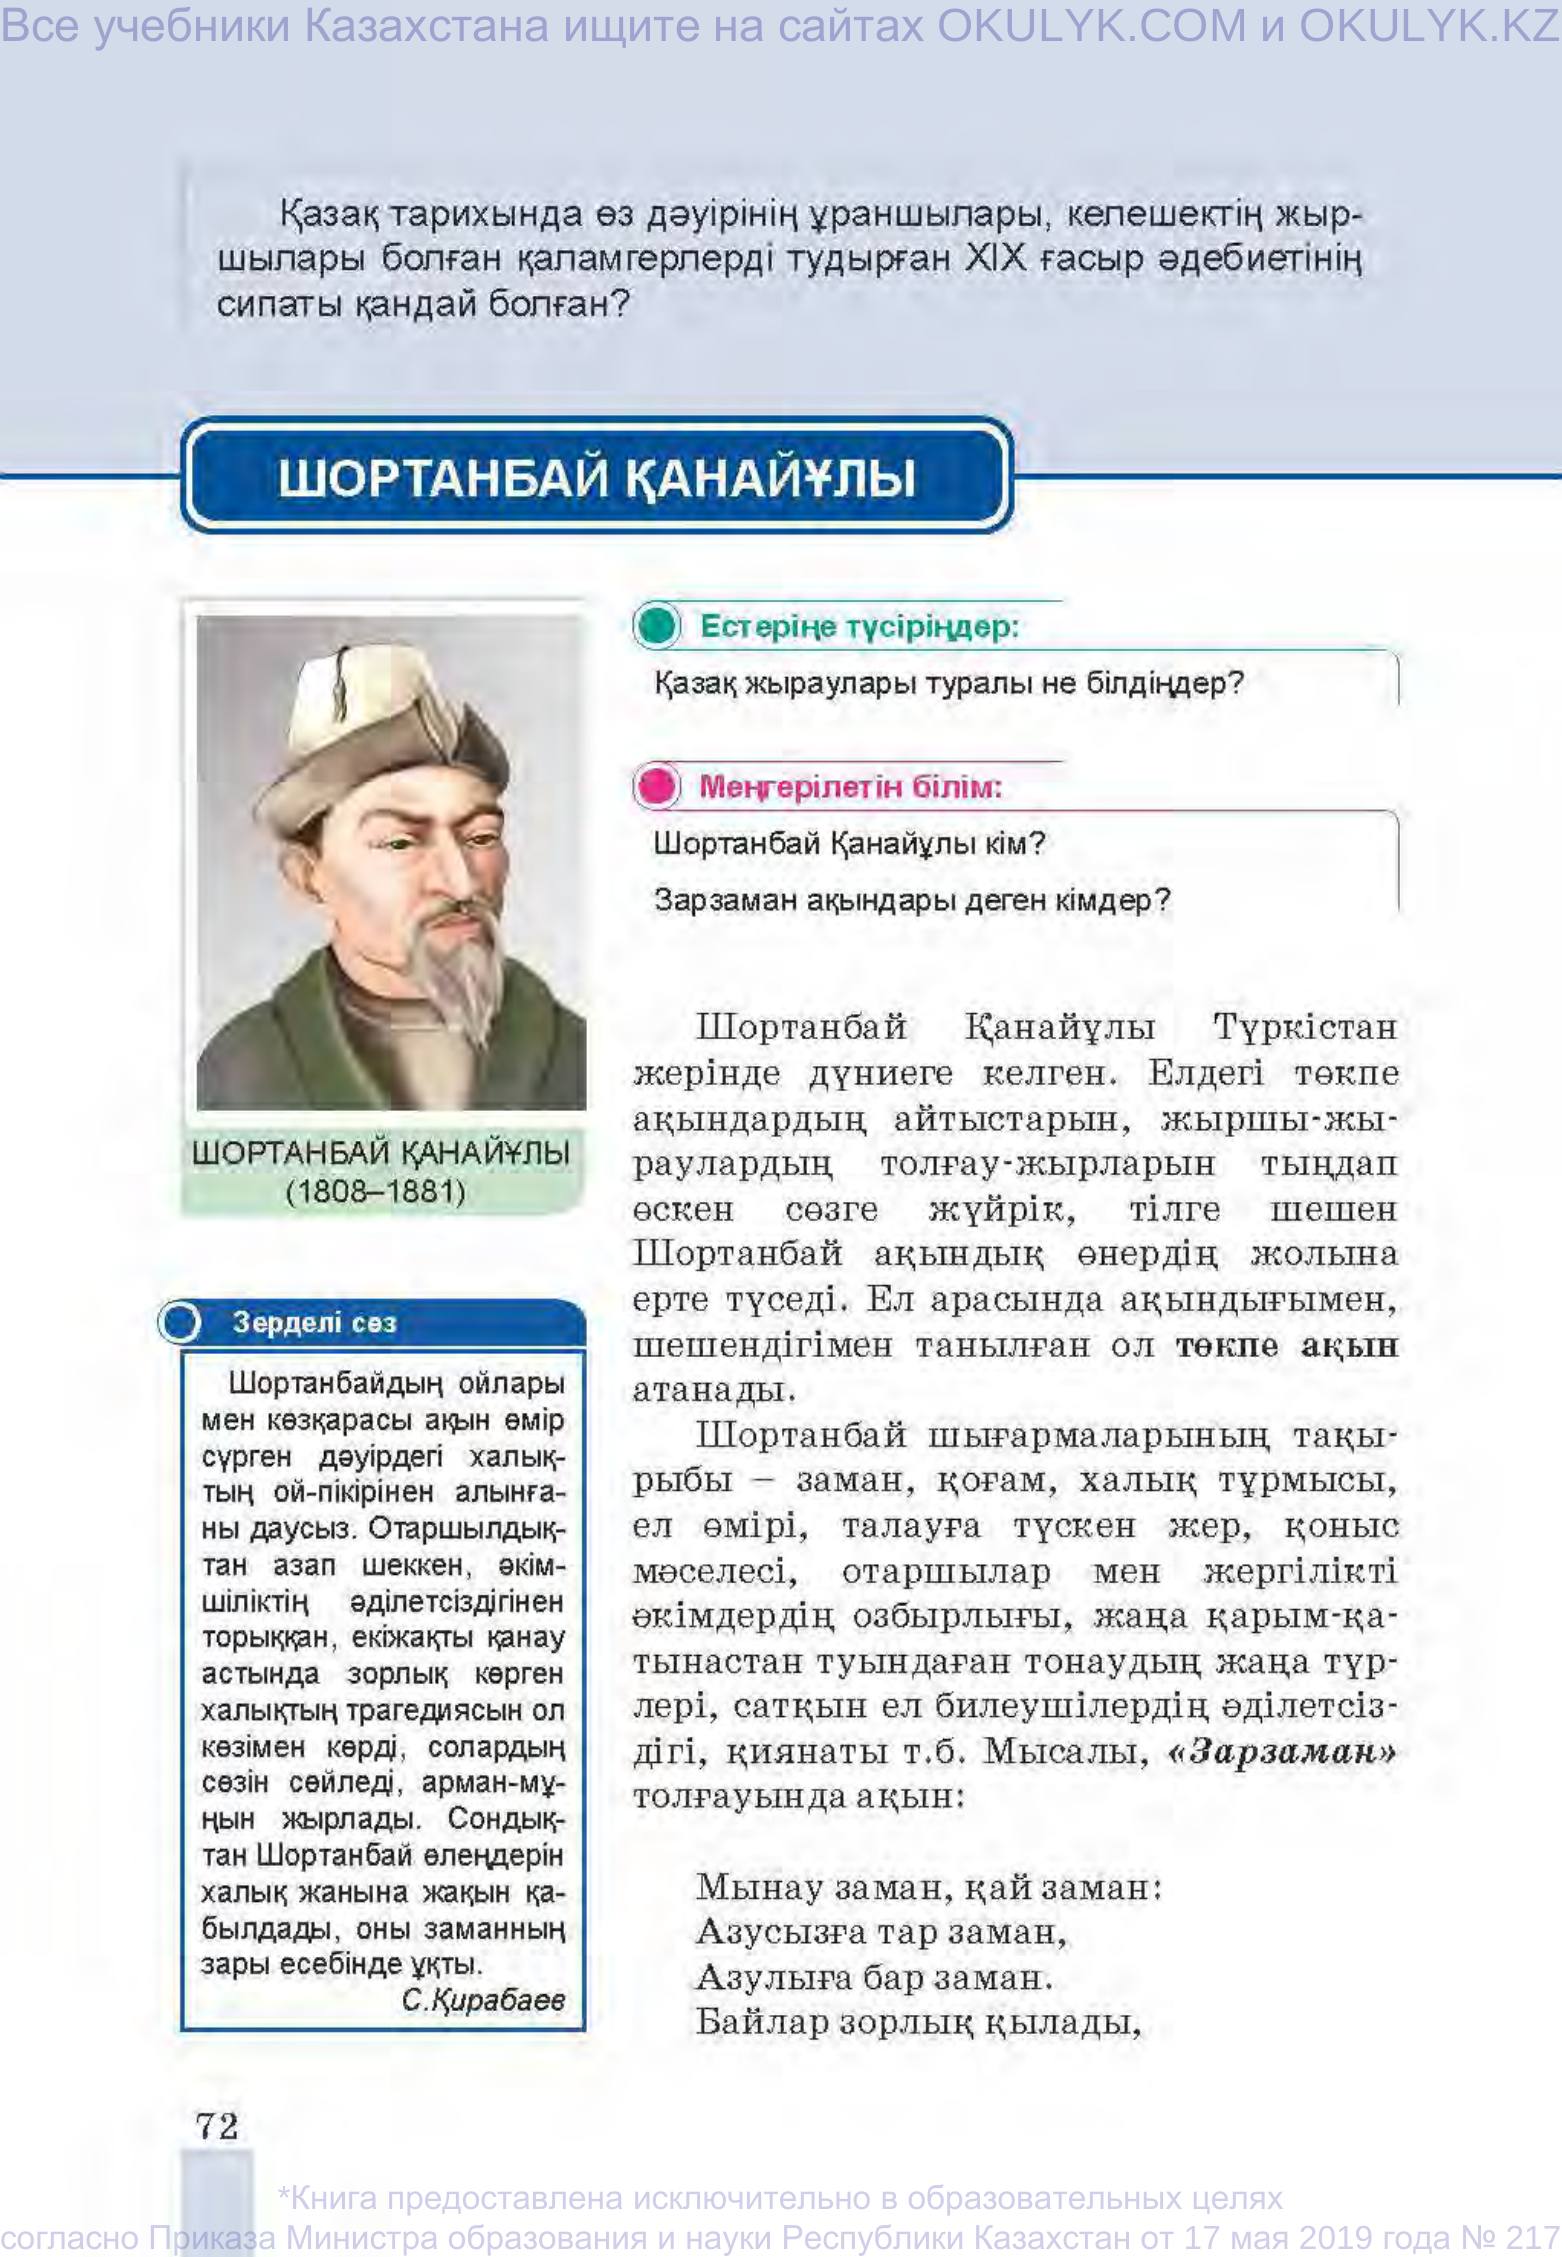 Все учебники Казахстана ищите на сайтах OKULYK.COM и OKULYK.KZ
Қазақ тарихында өз дәуірінің ұраншылары, келешектің жыр-
шылары болған қаламгерлерді тудырған XIX ғасыр әдебиетінің
сипаты қандай болған?
ШОРТАНБАЙ ҚАНАЙҰЛЫ
Естеріңе түсіріңдер:
Қазақ жыраулары туралы не білдіңдер?
Меңгерілетін білім:
Шортанбай Қанайұлы кім?
Зарзаман ақындары деген кімдер?
ШОРТАНБАЙ ҚАНАЙҰЛЫ
(1808–1881)
Зерделі сөз
Шортанбайдың ойлары
мен көзқарасы ақын өмір
сүрген дәуірдегі халық-
тың ой-пікірінен алынға-
ны даусыз. Отаршылдық-
тан азап шеккен, әкім-
шіліктің әділетсіздігінен
торыққан, екіжақты қанау
астында зорлық көрген
халықтың трагедиясын ол
көзімен көрді, солардың
сөзін сөйледі, арман-мұ-
ңын жырлады. Сондық-
тан Шортанбай өлеңдерін
халық жанына жақын қа-
былдады, оны заманның
зары есебінде ұқты.
С.Қирабаев
Шортанбай Қанайұлы Түркістан
жерінде дүниеге келген. Елдегі төкпе
ақындардың айтыстарын, жыршы-жы-
раулардың толғау-жырларын тыңдап
өскен сөзге жүйрік, тілге шешен
Шортанбай ақындық өнердің жолына
ерте түседі. Ел арасында ақындығымен,
шешендігімен танылған ол төкпе ақын
атанады.
Шортанбай шығармаларының тақы-
рыбы – заман, қоғам, халық тұрмысы,
ел өмірі, талауға түскен жер, қоныс
мәселесі, отаршылар мен жергілікті
әкімдердің озбырлығы, жаңа қарым-қа-
тынастан туындаған тонаудың жаңа түр-
лері, сатқын ел билеушілердің әділетсіз-
дігі, қиянаты т.б. Мысалы, «Зарзаман»
толғауында ақын:
Мынау заман, қай заман:
Азусызға тар заман,
Азулыға бар заман.
Байлар зорлық қылады,
72
*Книга предоставлена исключительно в образовательных целях
согласно Приказа Министра образования и науки Республики Казахстан от 17 мая 2019 года № 217